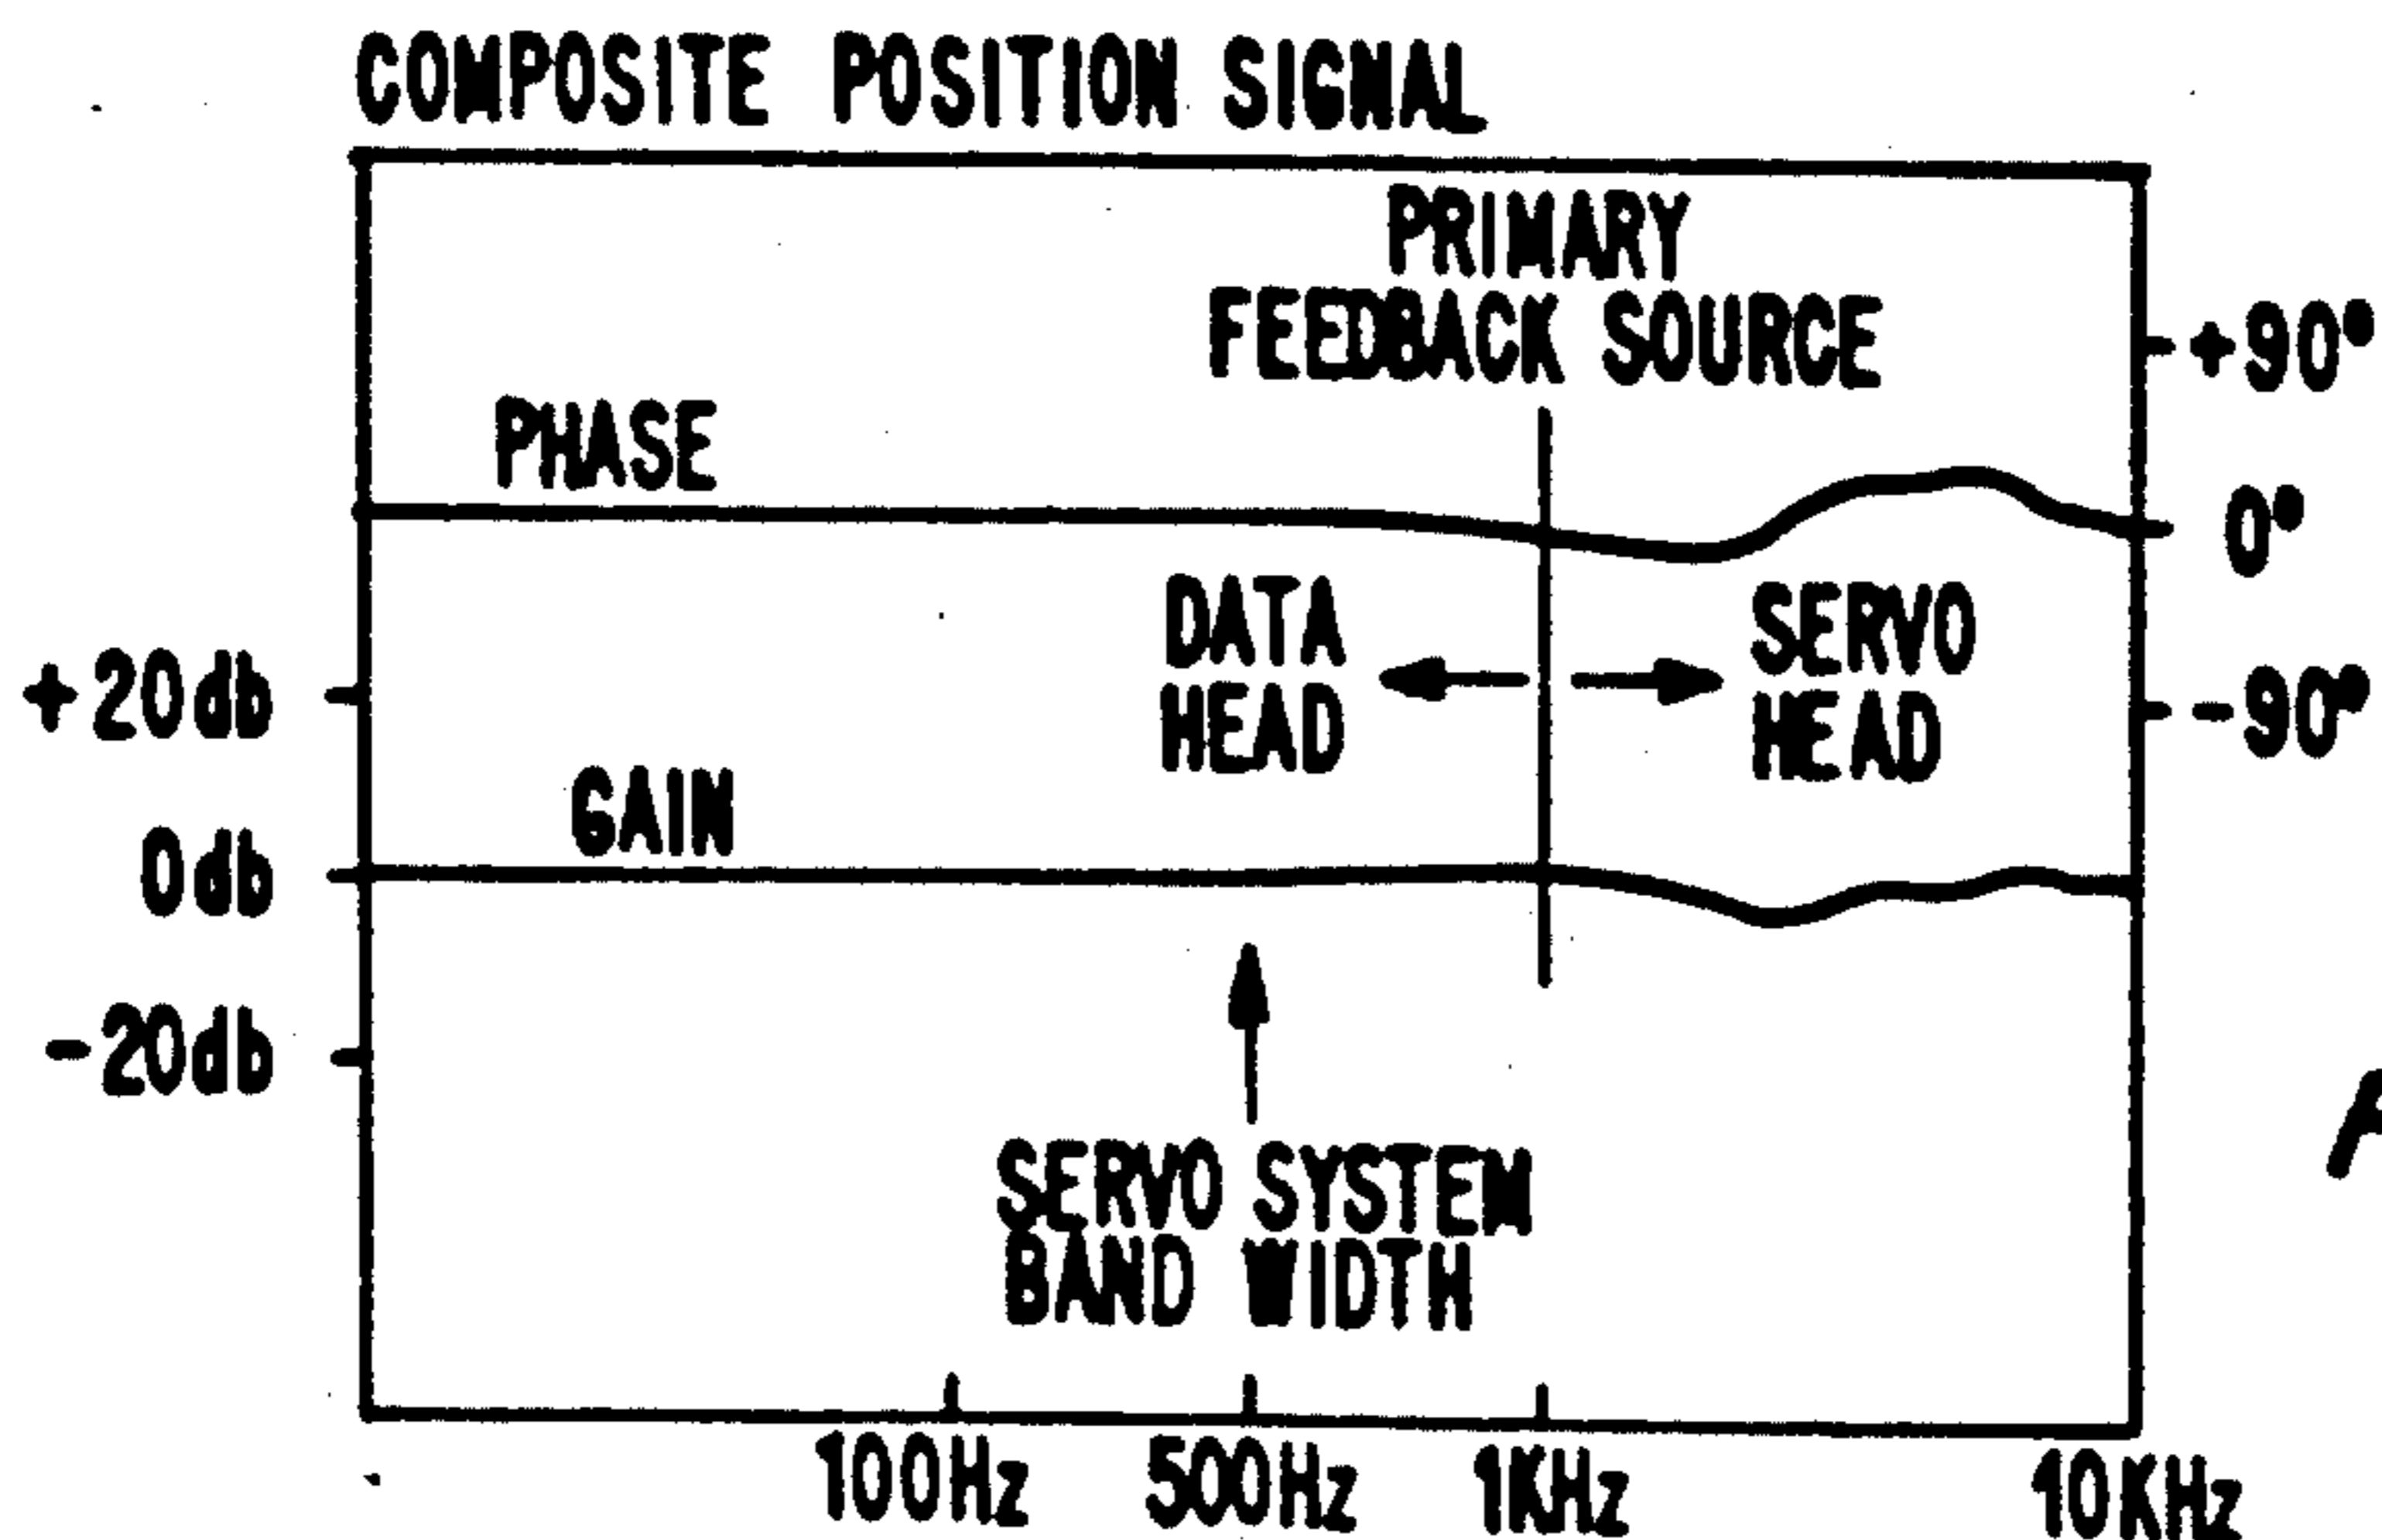 COMPOSITE POSITION SIGNAL
PRIMARY
FEEDBACK SOURCE
+90°
PHASE
0°
DATA
HEAD
SERVO
HEAD
+20db
-90°
GAIN
0db
-20db
SERVO SYSTEM
BAND WIDTH
100Hz 500Hz 1KHz 10KHz